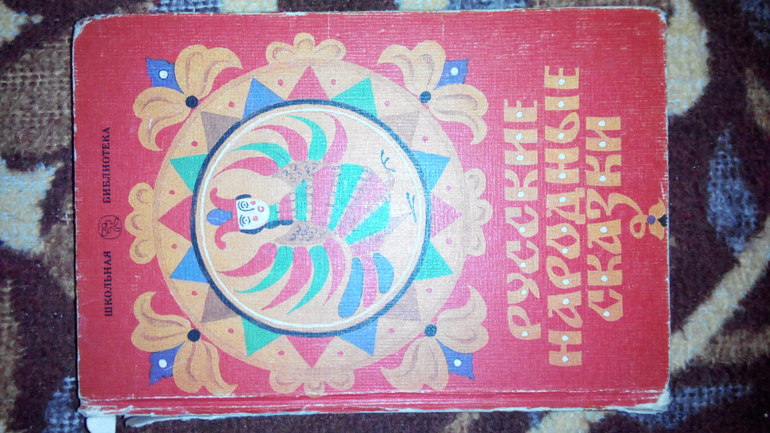 ШКОЛЬНАЯ БИБЛИОТЕКА
РУССКИЕ
НАРОДНЫЕ
СКАЗКИ